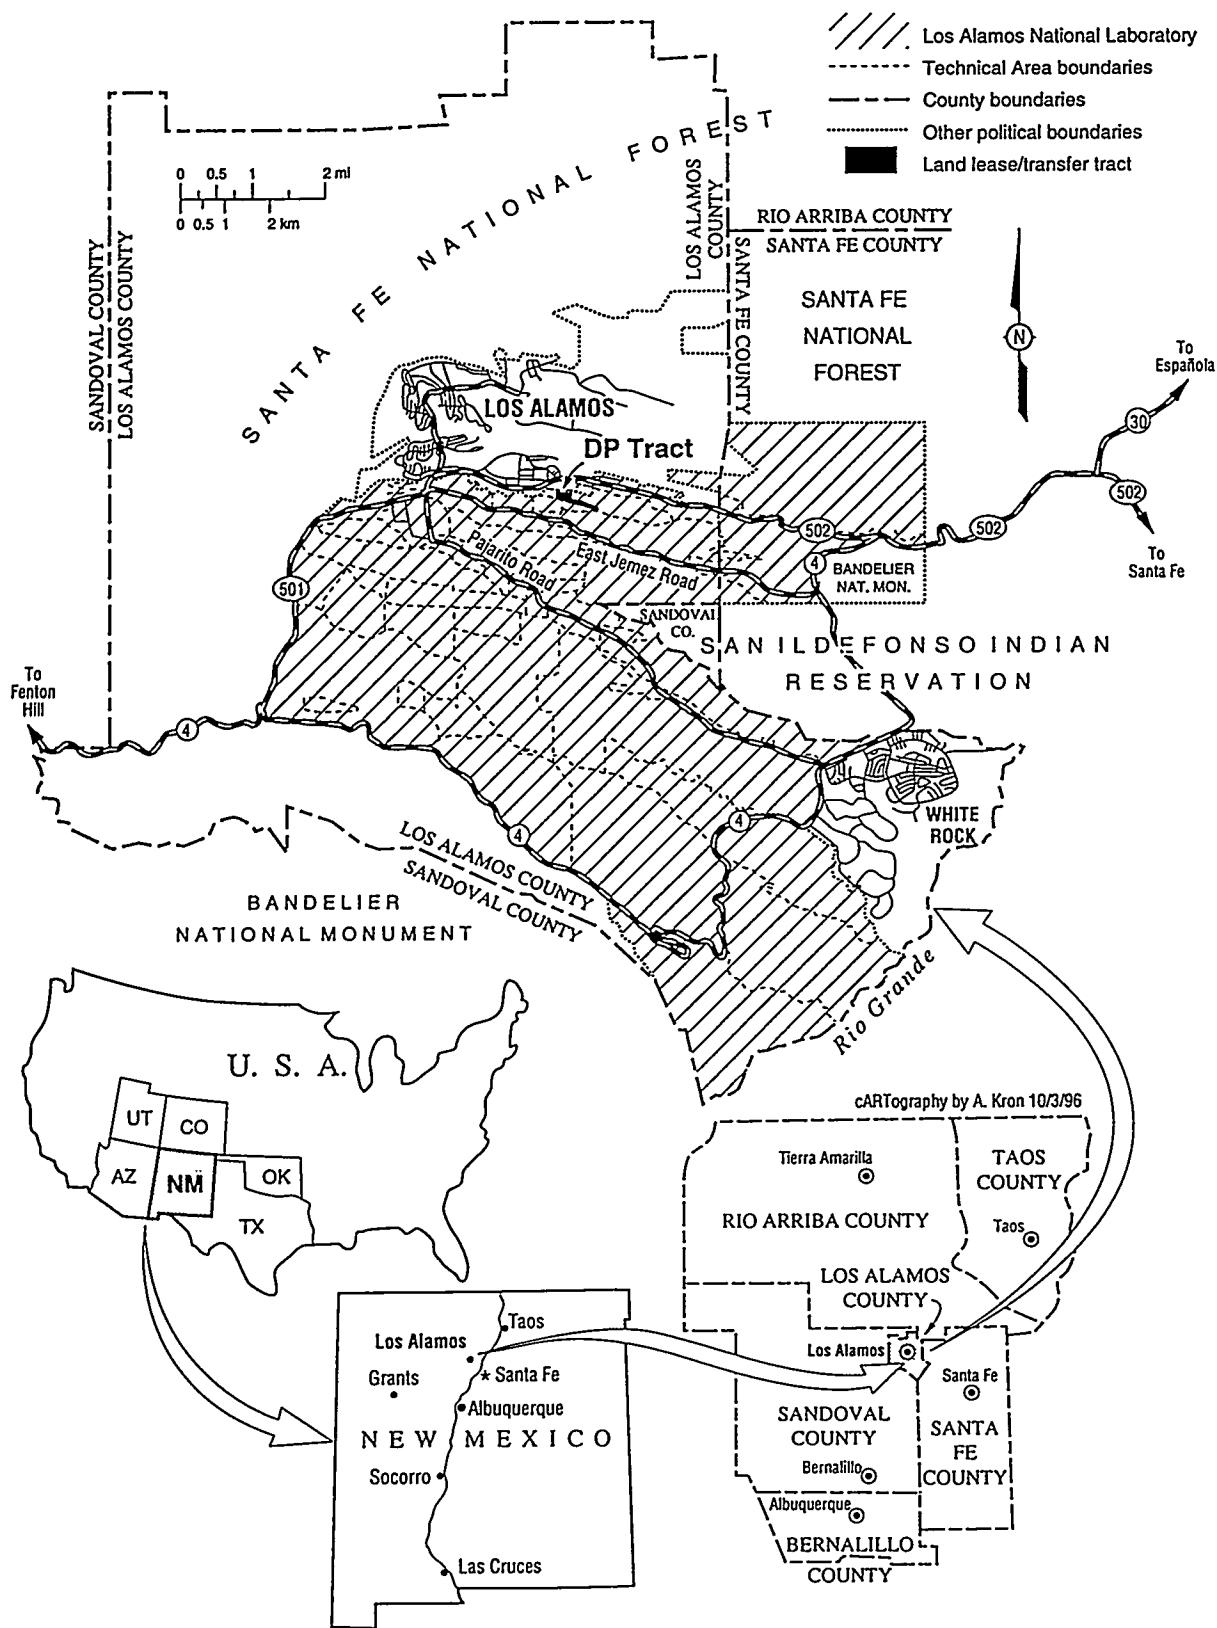 Los Alamos National Laboratory
Technical Area boundaries
County boundaries
Other political boundaries
Land lease/transfer tract
0 0.5 1 2 mi
0 0.5 1 2 km
SANTA FE NATIONAL FOREST
SANDOVAL COUNTY
LOS ALAMOS COUNTY
LOS ALAMOS
COUNTY
SANTA FE COUNTY
RIO ARRIBA COUNTY
SANTA FE COUNTY
SANTA FE
NATIONAL
FOREST
N
To
Española
30
502
To
Santa Fe
LOS ALAMOS
DP Tract
502
502
4
BANDELIER
NAT. MON.
East Jemez Road
Pajarito Road
501
SANDOVAL
CO.
SAN ILDEFONSO INDIAN
RESERVATION
To
Fenton
Hill
4
4
4
WHITE
ROCK
LOS ALAMOS COUNTY
SANDOVAL COUNTY
BANDELIER
NATIONAL MONUMENT
Rio Grande
cARTography by A. Kron 10/3/96
U. S. A.
UT
CO
AZ
NM
OK
TX
Taos
Los Alamos
Santa Fe
Grants
Albuquerque
NEW MEXICO
Socorro
Las Cruces
Tierra Amarilla
TAOS
COUNTY
RIO ARRIBA COUNTY
Taos
LOS ALAMOS
COUNTY
Los Alamos
Santa Fe
SANDOVAL
COUNTY
SANTA
FE
COUNTY
Bernalillo
Albuquerque
BERNALILLO
COUNTY